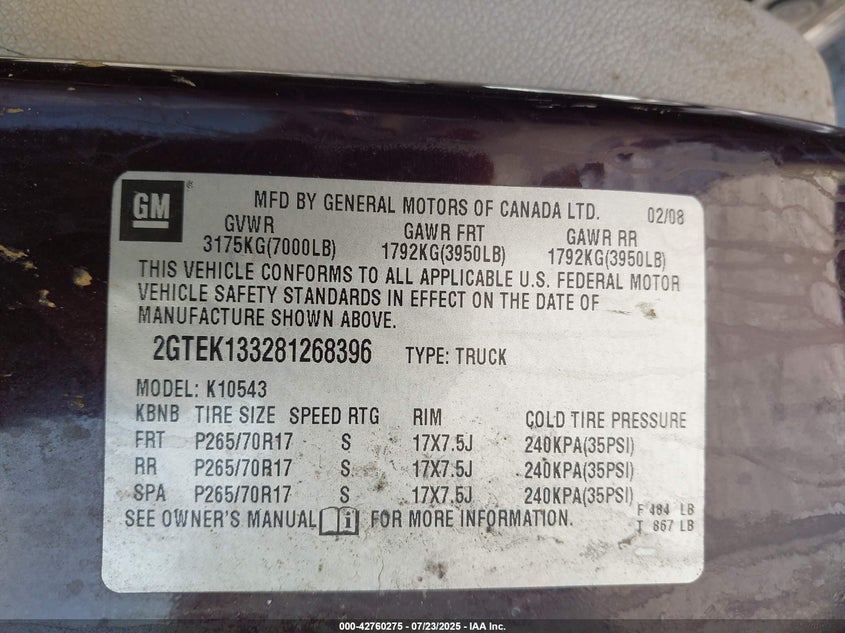 GM
®
MFD BY GENERAL MOTORS OF CANADA LTD. 02/08
GVWR GAWR FRT GAWR RR
3175KG(7000LB) 1792KG(3950LB) 1792KG(3950LB)
THIS VEHICLE CONFORMS TO ALL APPLICABLE U.S. FEDERAL MOTOR
VEHICLE SAFETY STANDARDS IN EFFECT ON THE DATE OF
MANUFACTURE SHOWN ABOVE.
2GTEK133281268396 TYPE: TRUCK
MODEL: K10543
KBNB TIRE SIZE SPEED RTG RIM COLD TIRE PRESSURE
FRT P265/70R17 S 17X7.5J 240KPA(35PSI)
RR P265/70R17 S 17X7.5J 240KPA(35PSI)
SPA P265/70R17 S 17X7.5J 240KPA(35PSI)
SEE OWNER'S MANUAL i FOR MORE INFORMATION.
F 484 LB
T 867 LB
000-42760275 - 07/23/2025 - IAA Inc.